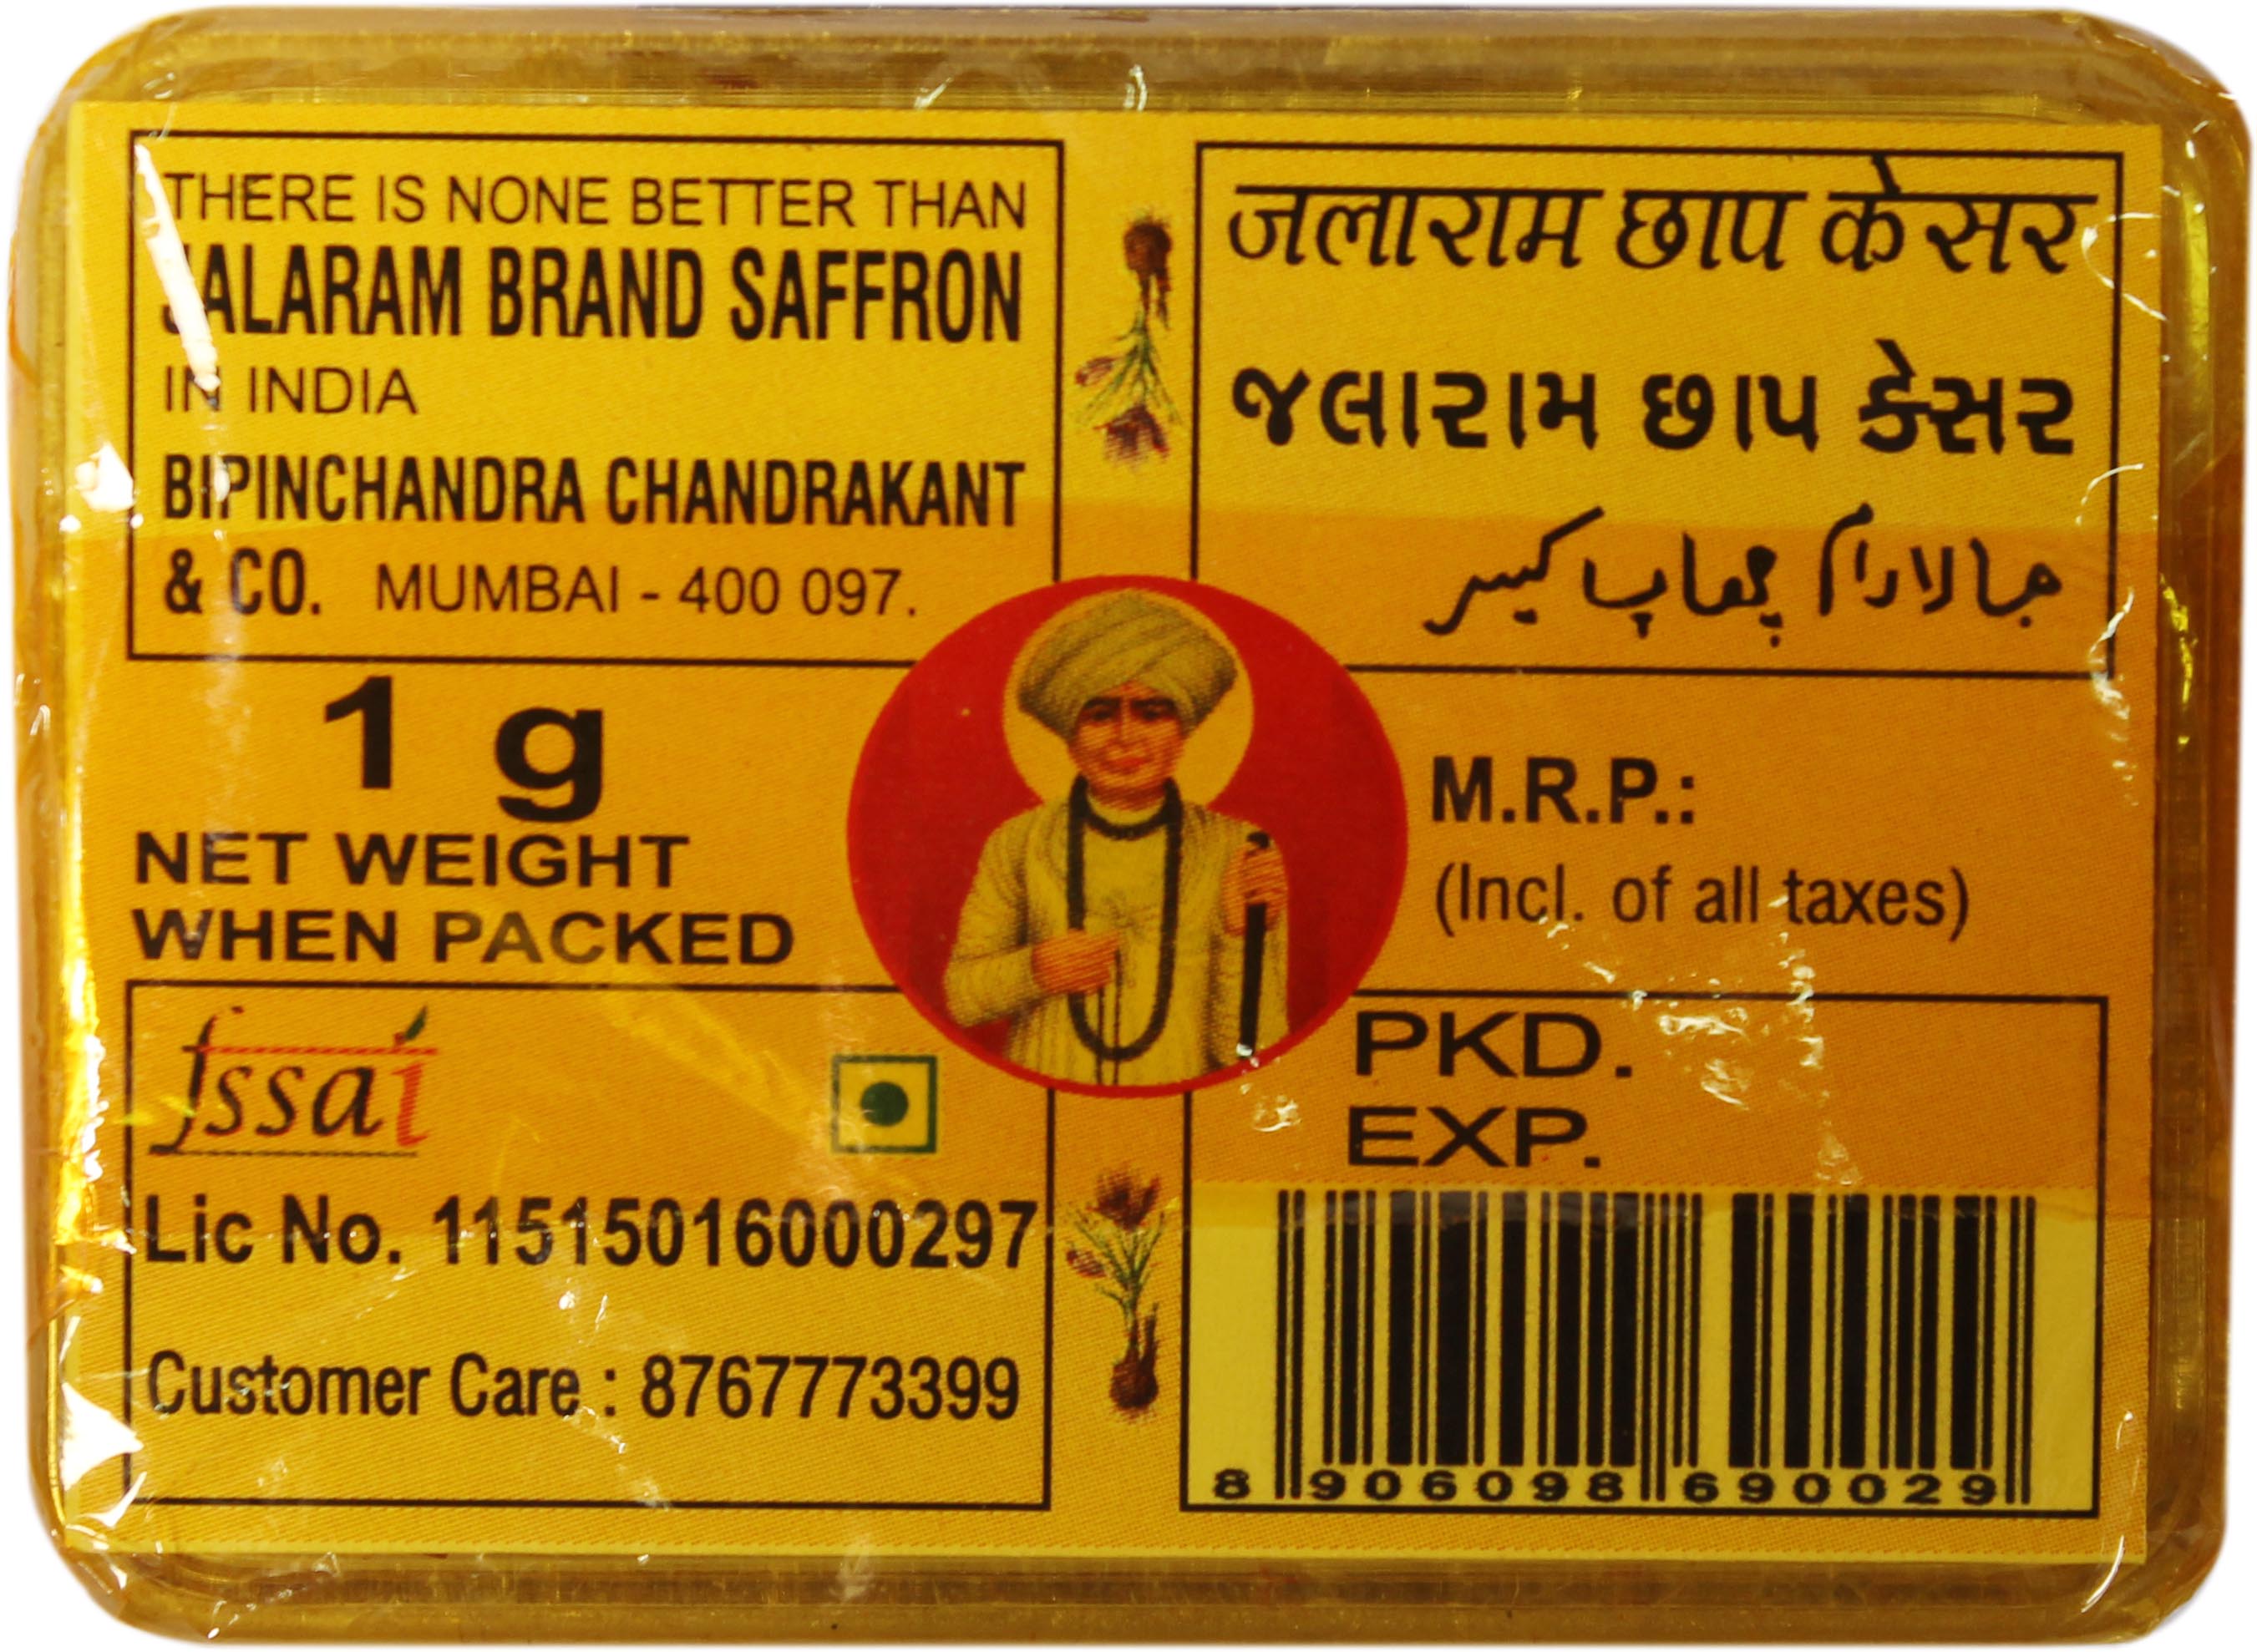 THERE IS NONE BETTER THAN
JALARAM BRAND SAFFRON
IN INDIA
BIPINCHANDRA CHANDRAKANT
& CO. MUMBAI - 400 097.
जलाराम छाप केसर
જલારામ છાપ કેસર
جالارام چھاپ کیسر
1 g
NET WEIGHT
WHEN PACKED
M.R.P.:
(Incl. of all taxes)
fssai
Lic No. 11515016000297
Customer Care : 8767773399
PKD.
EXP.
8 906098 690029